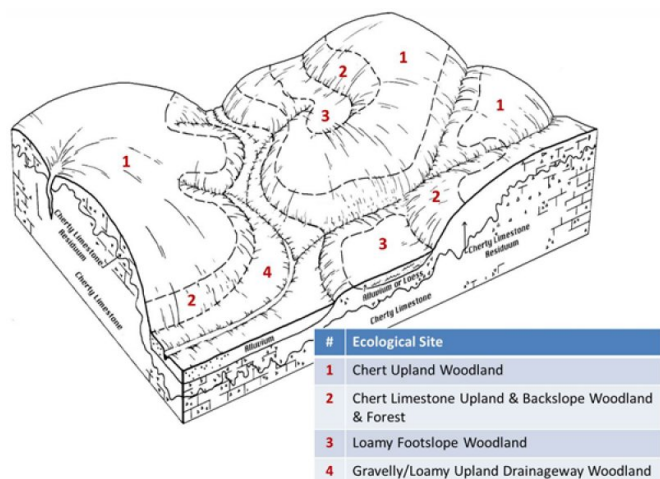 1
2
1
3
1
1
2
3
4
2
Cherty Limestone
Residuum
Cherty Limestone
Cherty Limestone
Residuum
Alluvium or Loess
Cherty Limestone
Alluvium
# Ecological Site
1 Chert Upland Woodland
2 Chert Limestone Upland & Backslope Woodland
& Forest
3 Loamy Footslope Woodland
4 Gravelly/Loamy Upland Drainageway Woodland